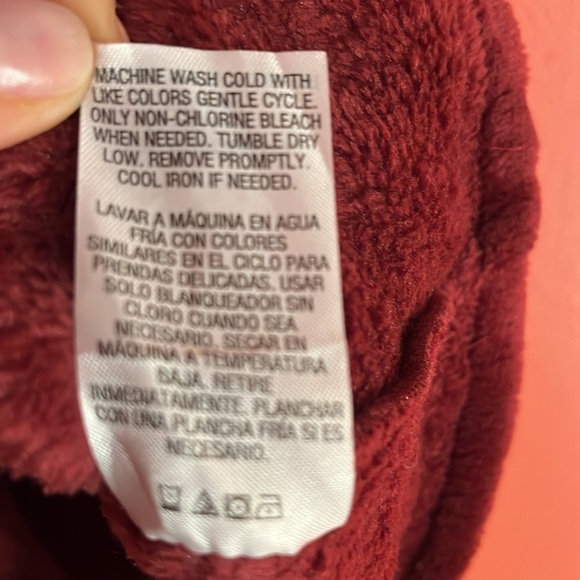 MACHINE WASH COLD WITH
LIKE COLORS GENTLE CYCLE.
ONLY NON-CHLORINE BLEACH
WHEN NEEDED. TUMBLE DRY
LOW. REMOVE PROMPTLY.
COOL IRON IF NEEDED.
LAVAR A MÁQUINA EN AGUA
FRÍA CON COLORES
SIMILARES EN EL CICLO PARA
PRENDAS DELICADAS. USAR
SOLO BLANQUEADOR SIN
CLORO CUANDO SEA
NECESARIO. SECAR EN
MÁQUINA A TEMPERATURA
BAJA. RETIRE
INMEDIATAMENTE. PLANCHAR
CON UNA PLANCHA FRÍA SI ES
NECESARIO.